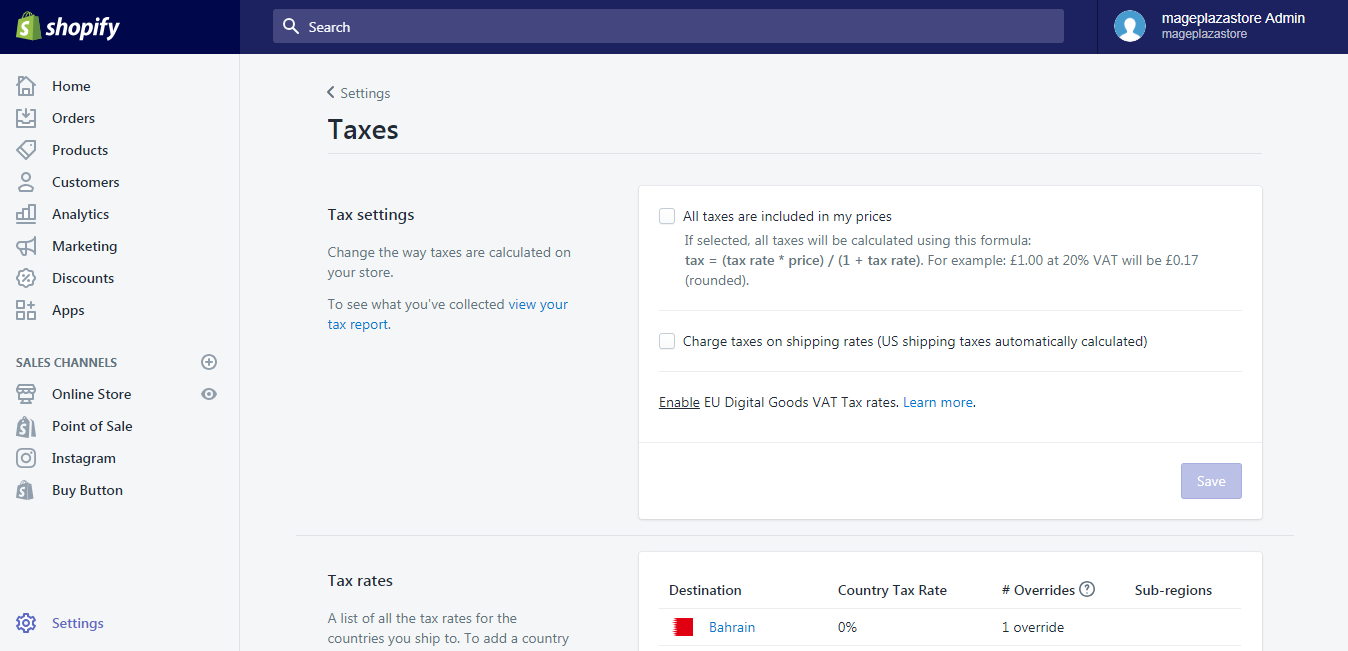 shopify
Search
mageplazastore Admin
mageplazastore
Home
Orders
Products
Customers
Analytics
Marketing
Discounts
Apps
SALES CHANNELS
Online Store
Point of Sale
Instagram
Buy Button
Settings
Settings
Taxes
Tax settings
Change the way taxes are calculated on
your store.
To see what you've collected view your
tax report.
All taxes are included in my prices
If selected, all taxes will be calculated using this formula:
tax = (tax rate * price) / (1 + tax rate). For example: £1.00 at 20% VAT will be £0.17
(rounded).
Charge taxes on shipping rates (US shipping taxes automatically calculated)
Enable EU Digital Goods VAT Tax rates. Learn more.
Save
Tax rates
A list of all the tax rates for the
countries you ship to. To add a country
Destination Country Tax Rate # Overrides ? Sub-regions
Bahrain 0% 1 override